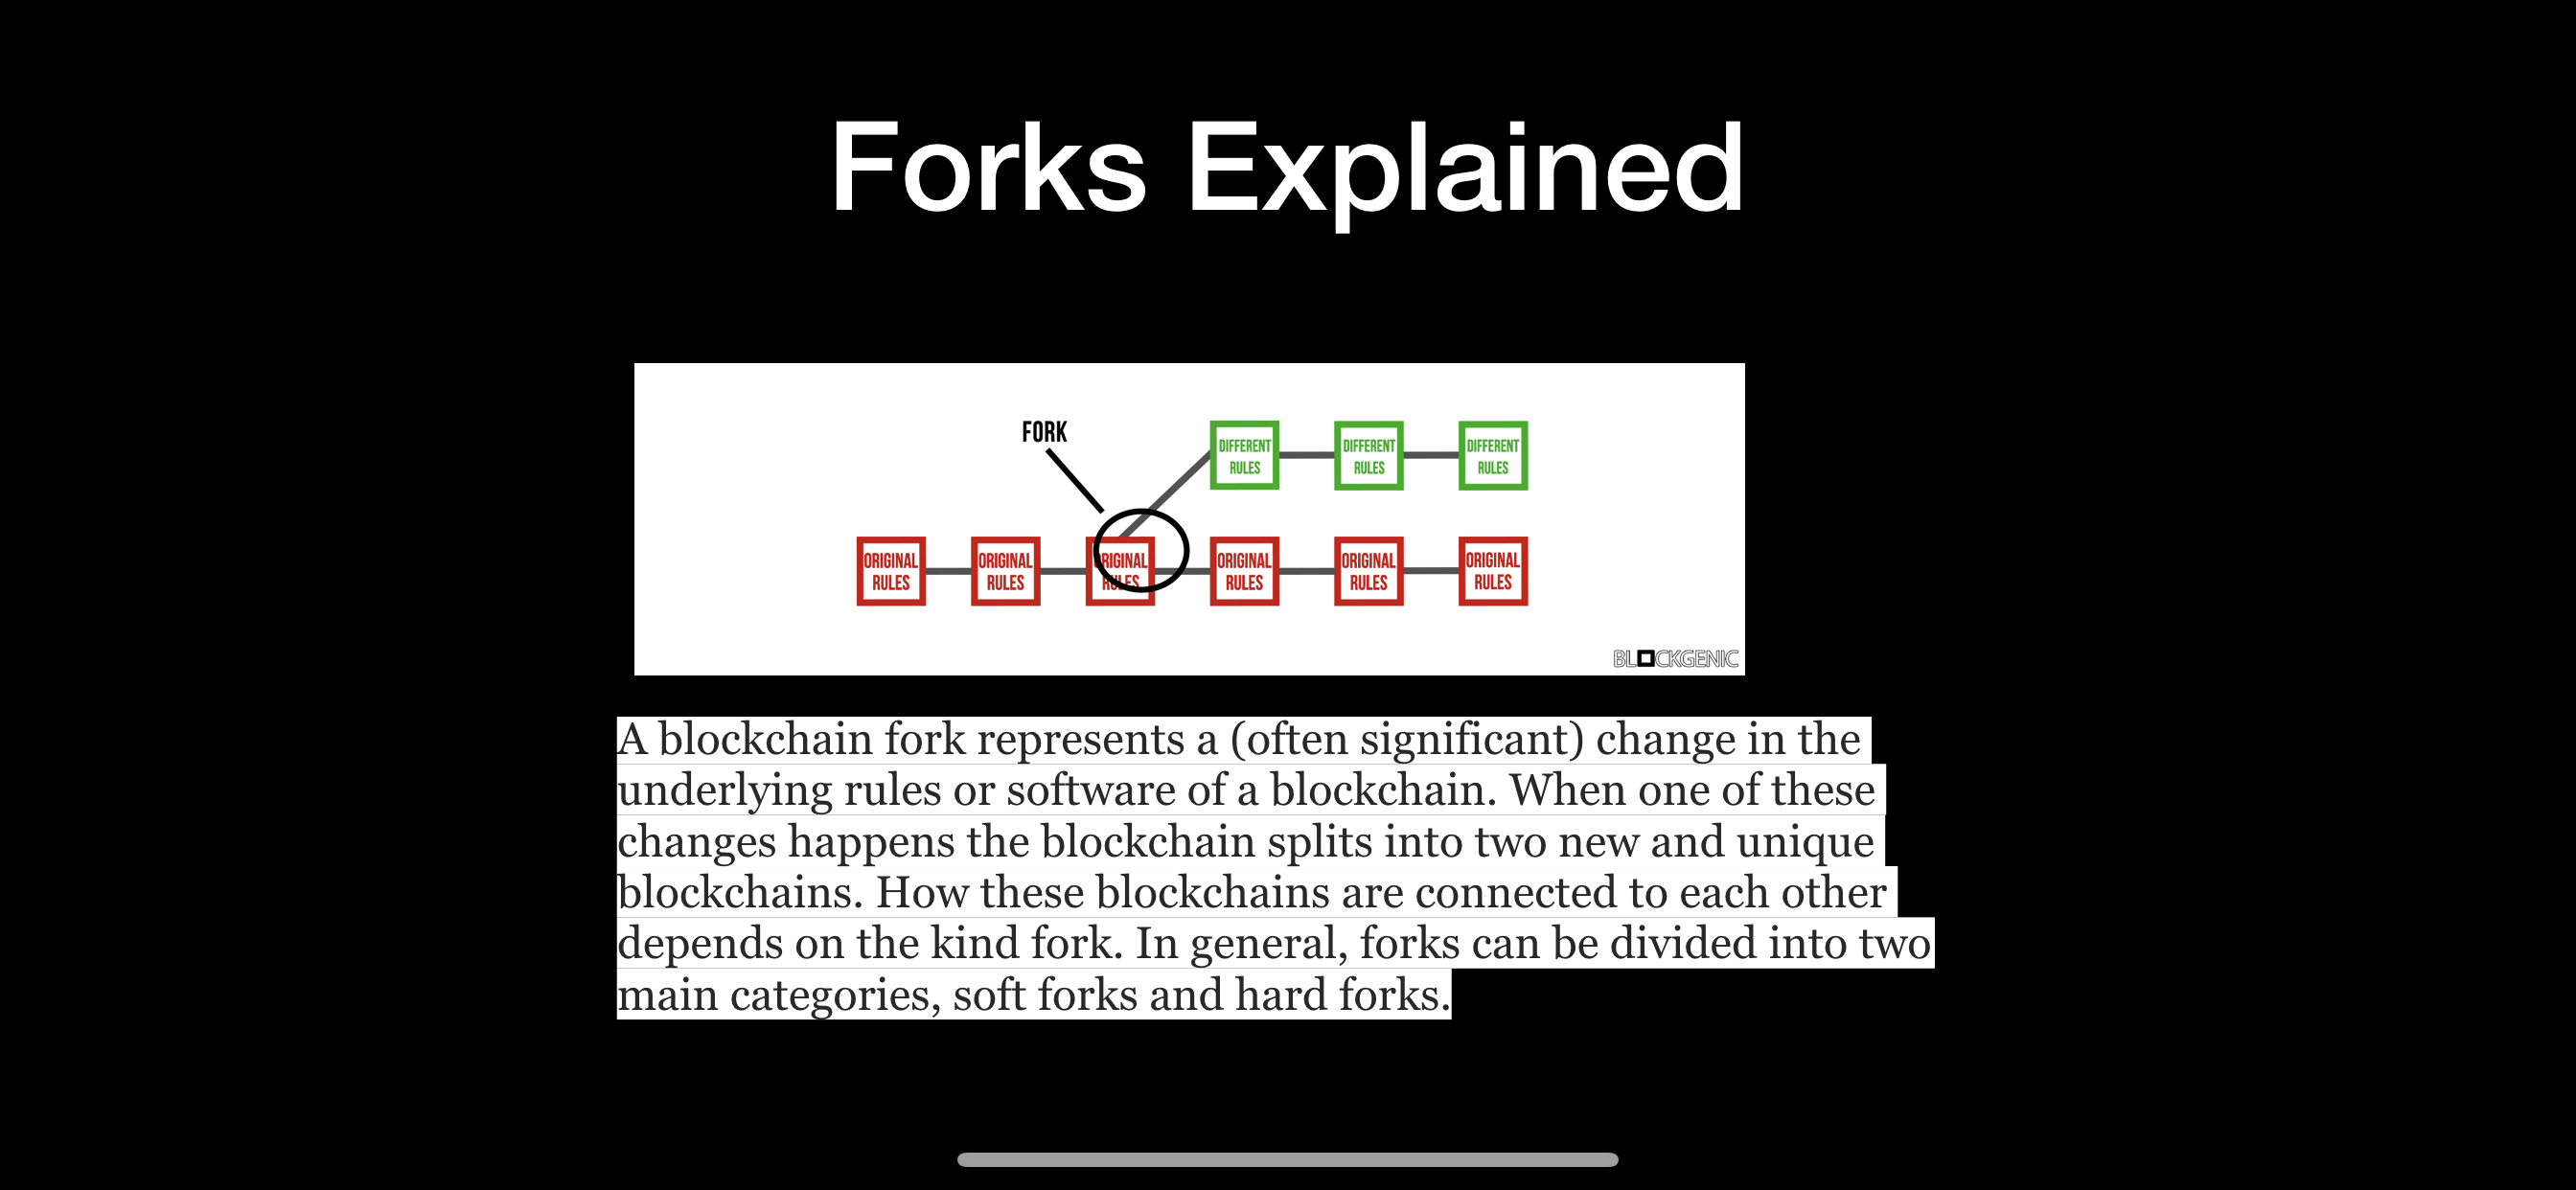 Forks Explained
FORK
DIFFERENT
RULES
DIFFERENT
RULES
DIFFERENT
RULES
ORIGINAL
RULES
ORIGINAL
RULES
ORIGINAL
RULES
ORIGINAL
RULES
ORIGINAL
RULES
ORIGINAL
RULES
BLOCKGENIC
A blockchain fork represents a (often significant) change in the
underlying rules or software of a blockchain. When one of these
changes happens the blockchain splits into two new and unique
blockchains. How these blockchains are connected to each other
depends on the kind fork. In general, forks can be divided into two
main categories, soft forks and hard forks.